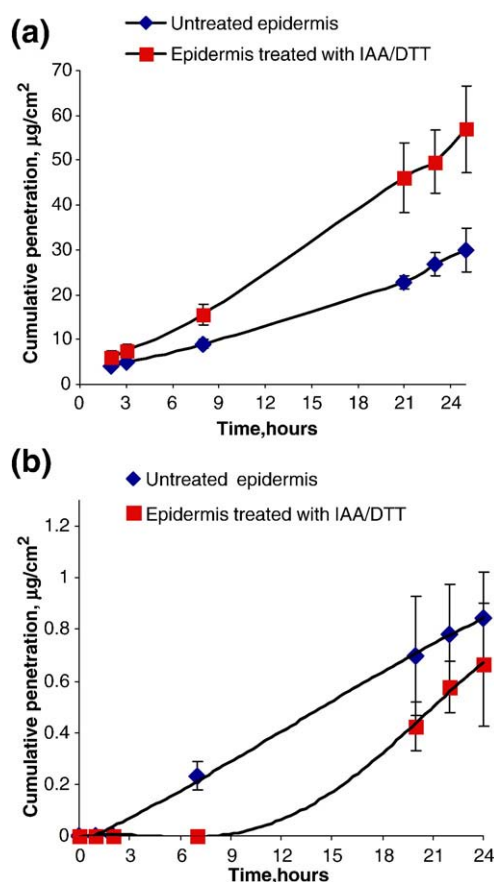 (a)
Untreated epidermis
Epidermis treated with IAA/DTT
Cumulative penetration, µg/cm²
70
60
50
40
30
20
10
0
0 3 6 9 12 15 18 21 24
Time,hours
(b)
Untreated epidermis
Epidermis treated with IAA/DTT
Cumulative penetration, µg/cm²
1.2
1
0.8
0.6
0.4
0.2
0
0 3 6 9 12 15 18 21 24
Time,hours